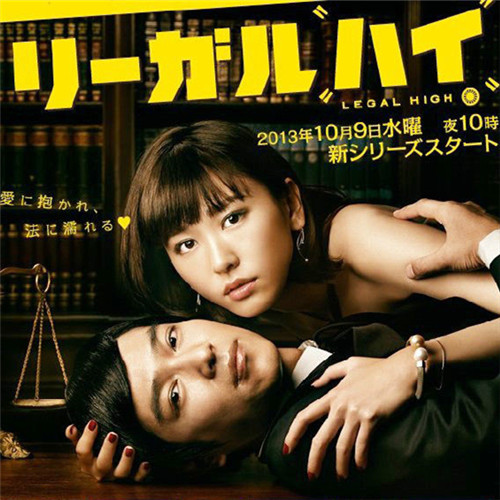 リーガル"ハイ"
LEGAL HIGH
2013年10月9日水曜 夜10時
新シリーズスタート
愛に抱かれ、
法に濡れる♥